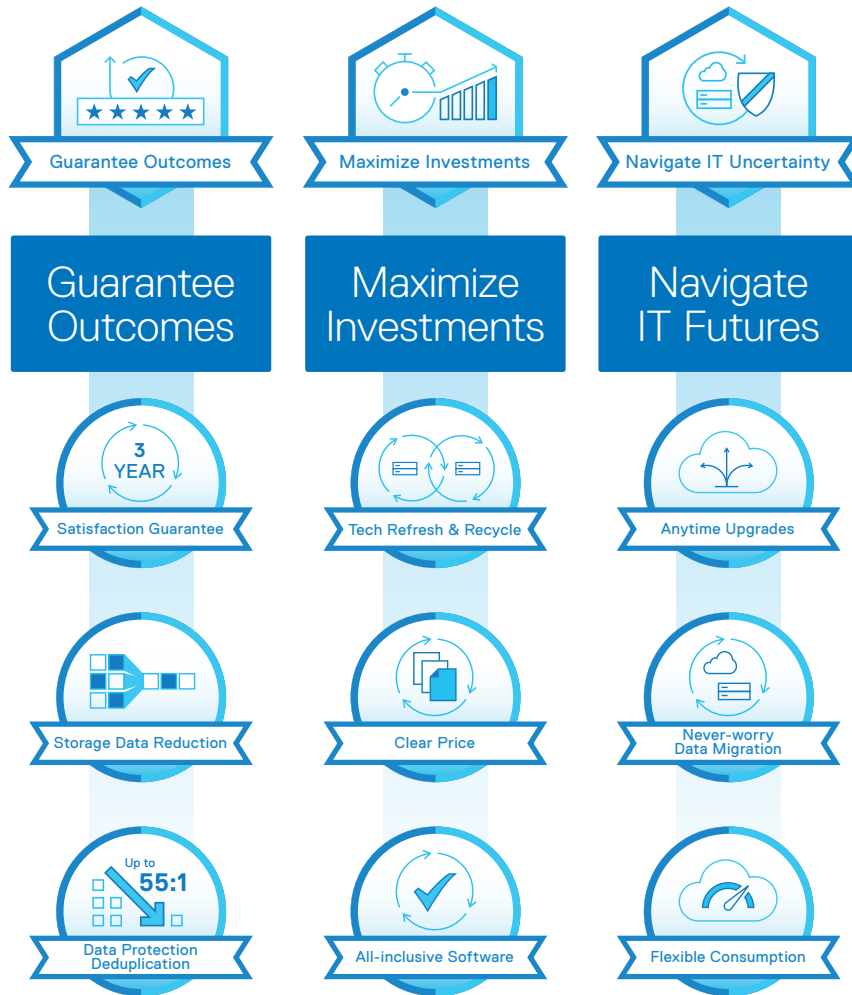 Guarantee Outcomes
Maximize Investments
Navigate IT Uncertainty
Guarantee
Outcomes
Maximize
Investments
Navigate
IT Futures
3
YEAR
Satisfaction Guarantee
Tech Refresh & Recycle
Anytime Upgrades
Storage Data Reduction
Clear Price
Never-worry
Data Migration
Up to
55:1
Data Protection
Deduplication
All-inclusive Software
Flexible Consumption